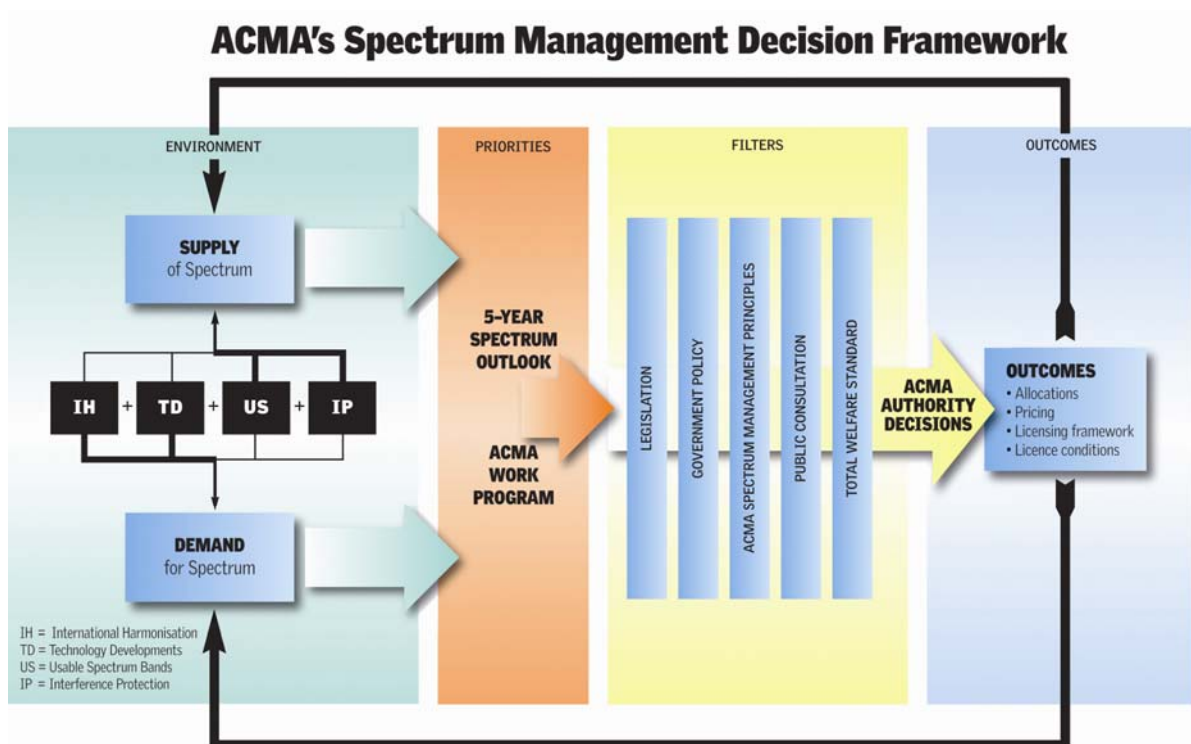 ACMA's Spectrum Management Decision Framework
ENVIRONMENT
SUPPLY
of Spectrum
IH + TD + US + IP
DEMAND
for Spectrum
IH = International Harmonisation
TD = Technology Developments
US = Usable Spectrum Bands
IP = Interference Protection
PRIORITIES
5-YEAR
SPECTRUM
OUTLOOK
ACMA
WORK
PROGRAM
FILTERS
LEGISLATION
GOVERNMENT POLICY
ACMA SPECTRUM MANAGEMENT PRINCIPLES
PUBLIC CONSULTATION
TOTAL WELFARE STANDARD
ACMA
AUTHORITY
DECISIONS
OUTCOMES
OUTCOMES
• Allocations
• Pricing
• Licensing framework
• Licence conditions